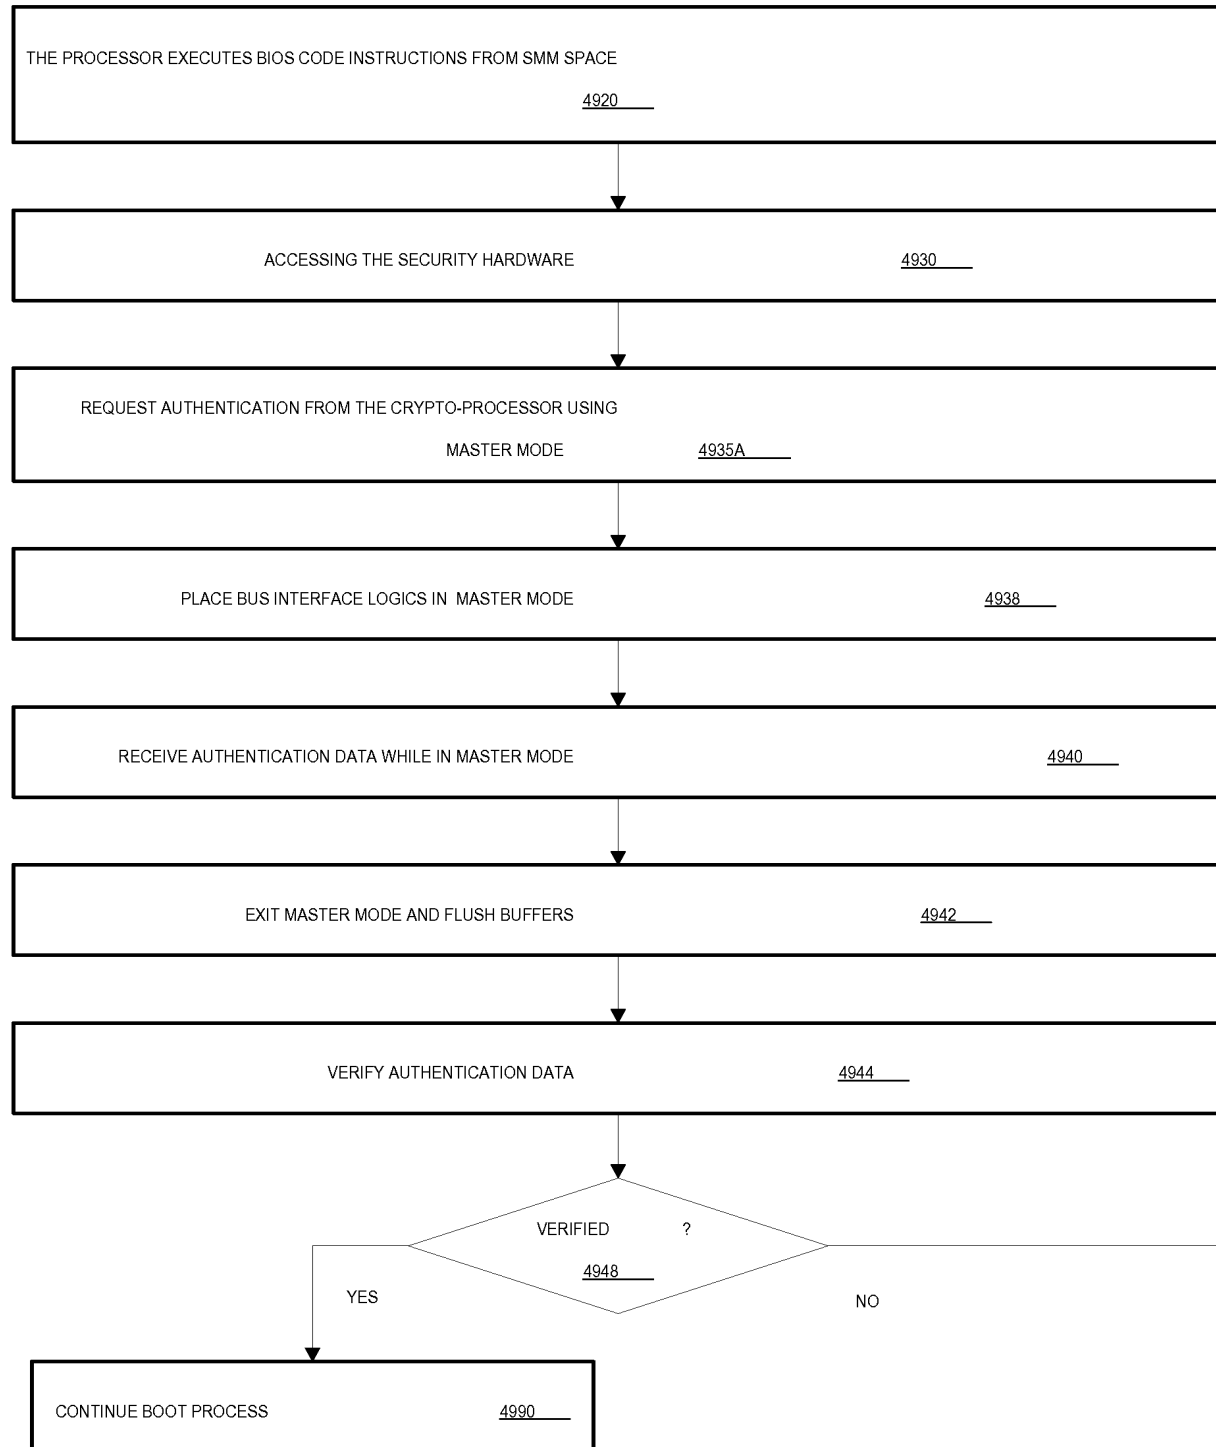 THE PROCESSOR EXECUTES BIOS CODE INSTRUCTIONS FROM SMM SPACE
4920
ACCESSING THE SECURITY HARDWARE 4930
REQUEST AUTHENTICATION FROM THE CRYPTO-PROCESSOR USING
MASTER MODE 4935A
PLACE BUS INTERFACE LOGICS IN MASTER MODE 4938
RECEIVE AUTHENTICATION DATA WHILE IN MASTER MODE 4940
EXIT MASTER MODE AND FLUSH BUFFERS 4942
VERIFY AUTHENTICATION DATA 4944
VERIFIED ?
4948
YES
NO
CONTINUE BOOT PROCESS 4990